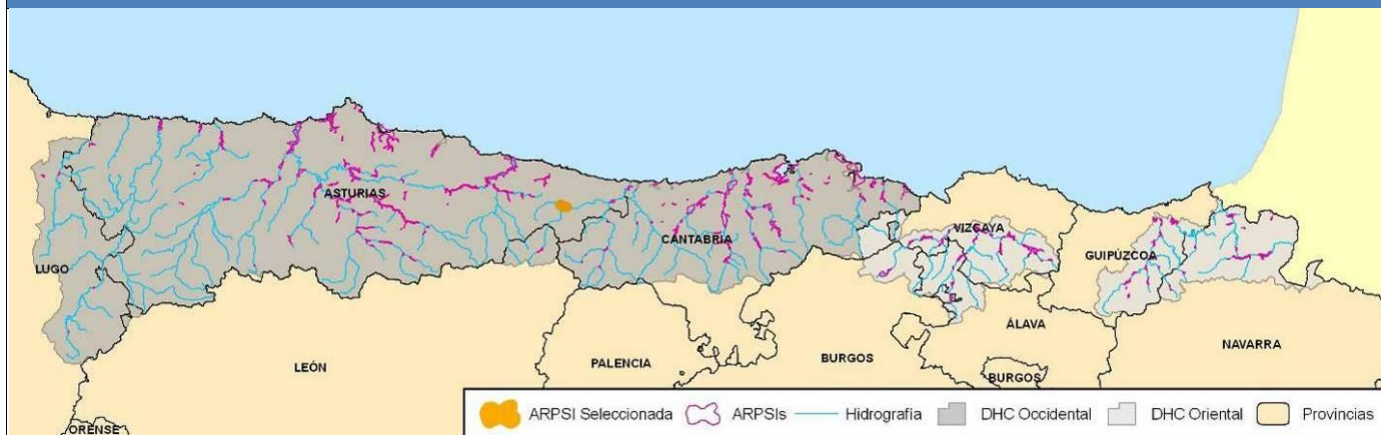 ASTURIAS
CANTABRIA
VIZCAYA
GUIPÚZCOA
LUGO
ÁLAVA
NAVARRA
LEÓN
PALENCIA
BURGOS
BURGOS
ORENSE
ARPSI Seleccionada ARPSIs Hidrografía DHC Occidental DHC Oriental Provincias